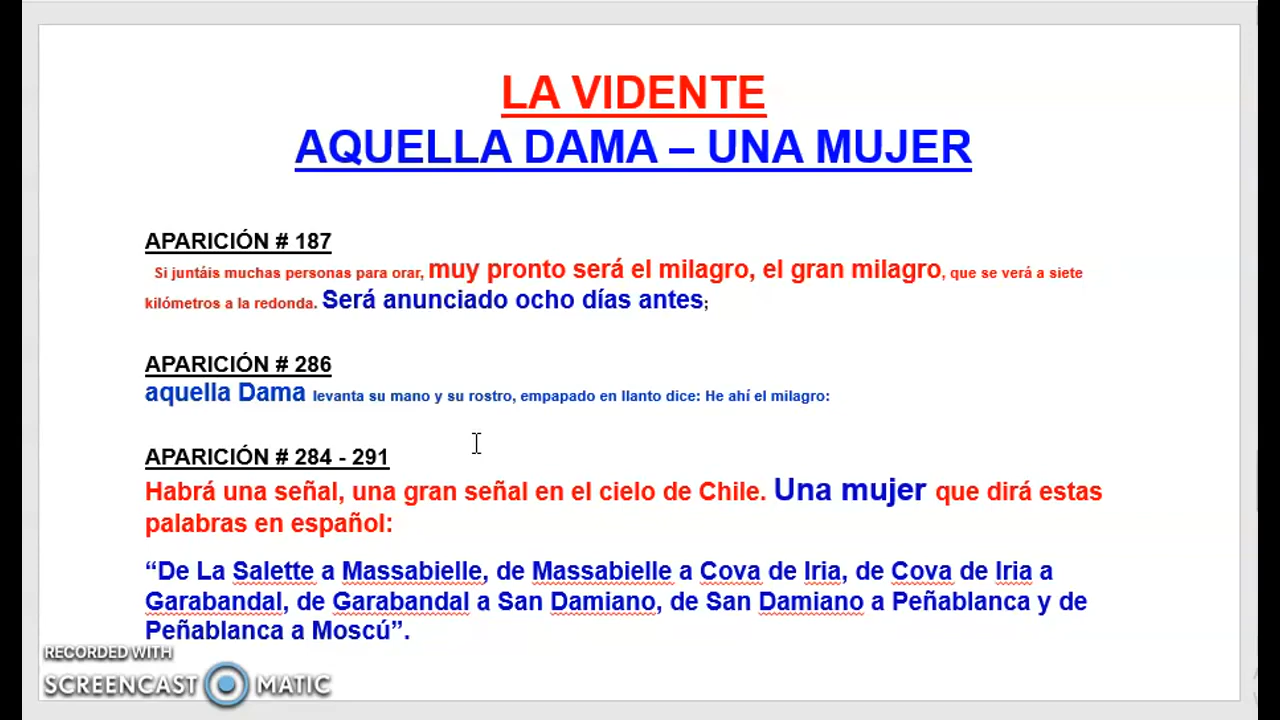 LA VIDENTE
AQUELLA DAMA – UNA MUJER
APARICIÓN # 187
Si juntáis muchas personas para orar, muy pronto será el milagro, el gran milagro, que se verá a siete
kilómetros a la redonda. Será anunciado ocho días antes;
APARICIÓN # 286
aquella Dama levanta su mano y su rostro, empapado en llanto dice: He ahí el milagro:
APARICIÓN # 284 - 291
Habrá una señal, una gran señal en el cielo de Chile. Una mujer que dirá estas
palabras en español:
“De La Salette a Massabielle, de Massabielle a Cova de Iria, de Cova de Iria a
Garabandal, de Garabandal a San Damiano, de San Damiano a Peñablanca y de
Peñablanca a Moscú”.
RECORDED WITH
SCREENCAST MATIC